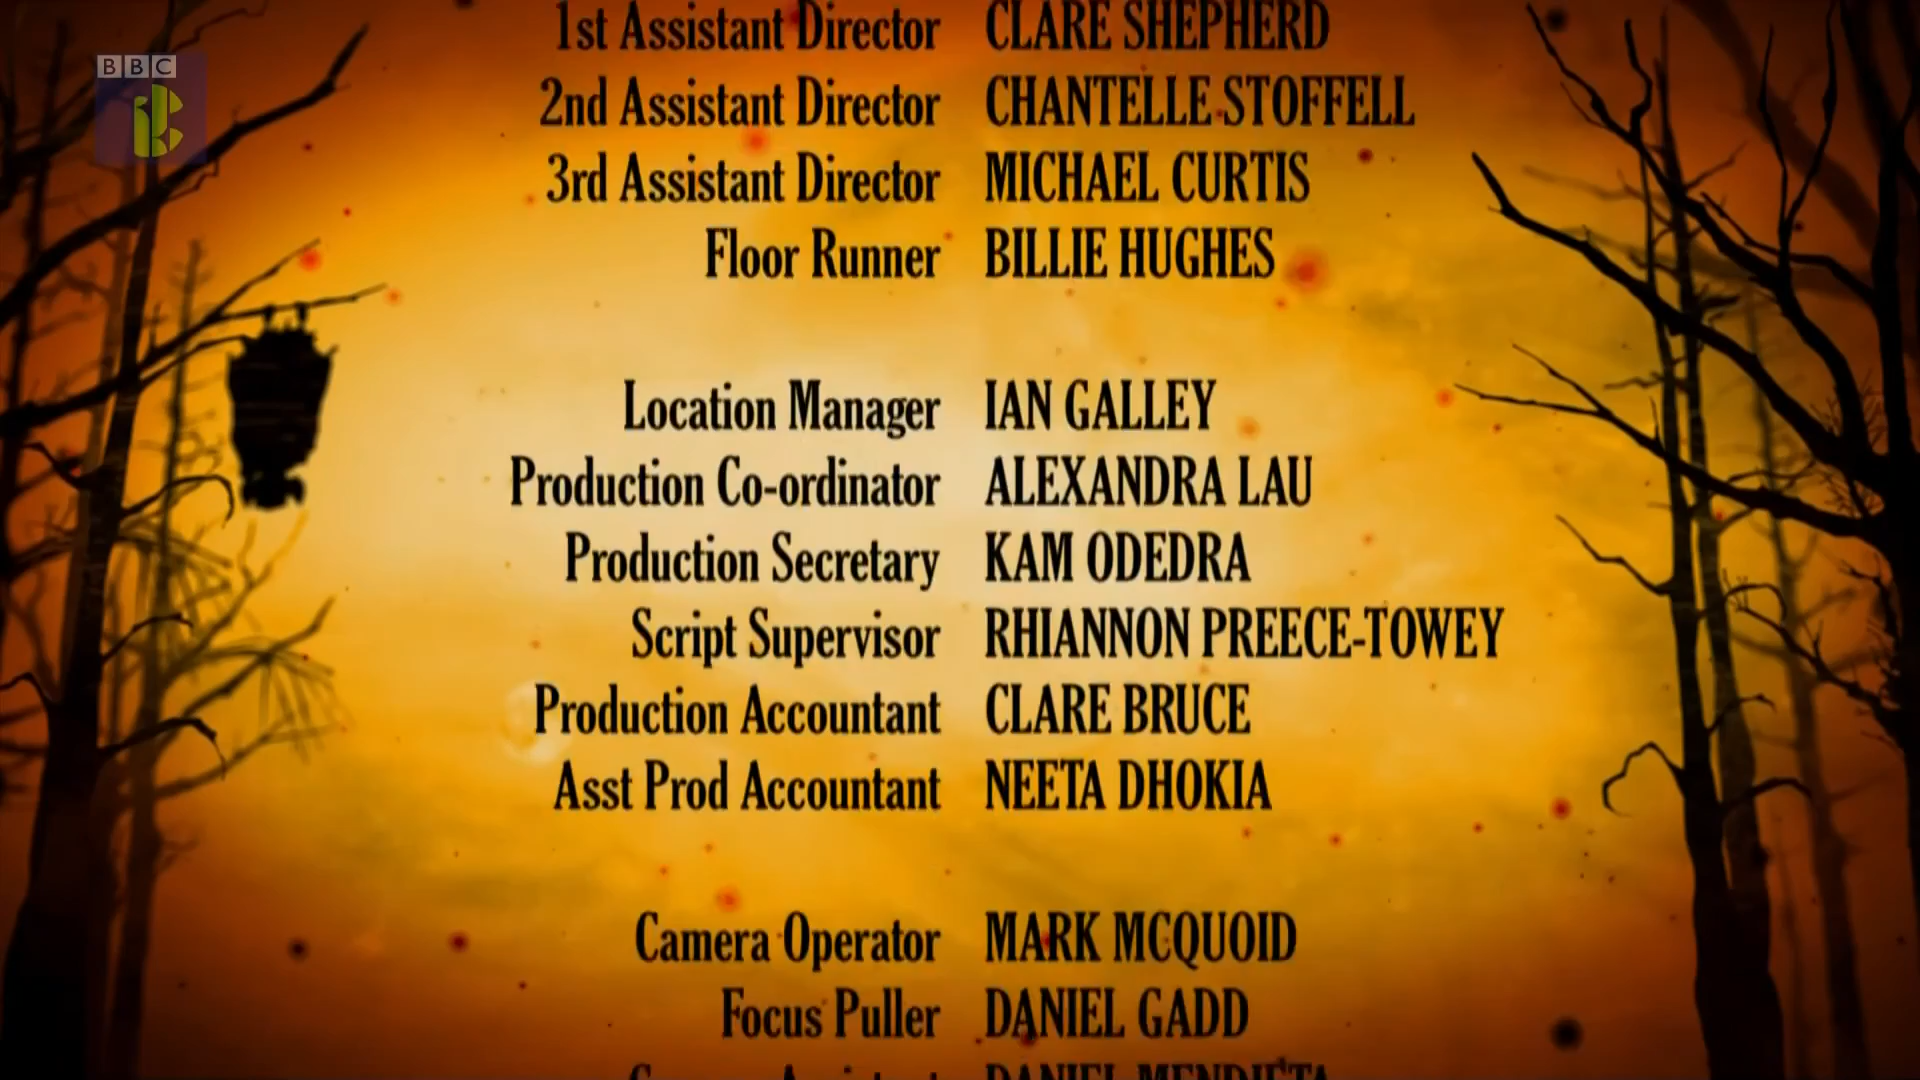 BBC
1st Assistant Director CLARE SHEPHERD
2nd Assistant Director CHANTELLE STOFFELL
3rd Assistant Director MICHAEL CURTIS
Floor Runner BILLIE HUGHES
Location Manager IAN GALLEY
Production Co-ordinator ALEXANDRA LAU
Production Secretary KAM ODEDRA
Script Supervisor RHIANNON PREECE-TOWEY
Production Accountant CLARE BRUCE
Asst Prod Accountant NEETA DHOKIA
Camera Operator MARK MCQUOID
Focus Puller DANIEL GADD
DANIEL